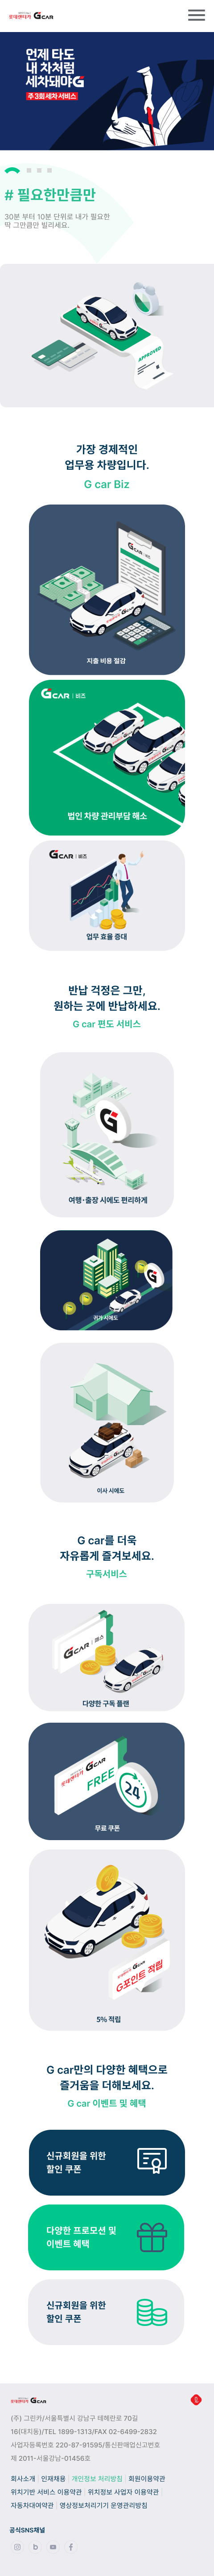 롯데렌터카 G CAR
언제 타도
내 차처럼
세차돼야G
주 3회 세차 서비스
# 필요한만큼만
30분 부터 10분 단위로 내가 필요한
딱 그만큼만 빌리세요.
APPROVED
가장 경제적인
업무용 차량입니다.
G car Biz
G CAR
지출 비용 절감
G CAR | 비즈
법인 차량 관리부담 해소
G CAR | 비즈
업무 효율 증대
반납 걱정은 그만,
원하는 곳에 반납하세요.
G car 편도 서비스
여행·출장 시에도 편리하게
귀가 시에도
이사 시에도
G car를 더욱
자유롭게 즐겨보세요.
구독서비스
G CAR | 패스
다양한 구독 플랜
롯데렌터카 G CAR
FREE
24
무료 쿠폰
G포인트 적립
5% 적립
G car만의 다양한 혜택으로
즐거움을 더해보세요.
G car 이벤트 및 혜택
신규회원을 위한
할인 쿠폰
다양한 프로모션 및
이벤트 혜택
신규회원을 위한
할인 쿠폰
롯데렌터카 G CAR
(주) 그린카/서울특별시 강남구 테헤란로 70길
16(대치동)/TEL 1899-1313/FAX 02-6499-2832
사업자등록번호 220-87-91595/통신판매업신고번호
제 2011-서울강남-01456호
회사소개 | 인재채용 | 개인정보 처리방침 | 회원이용약관
위치기반 서비스 이용약관 | 위치정보 사업자 이용약관
자동차대여약관 | 영상정보처리기기 운영관리방침
공식SNS채널